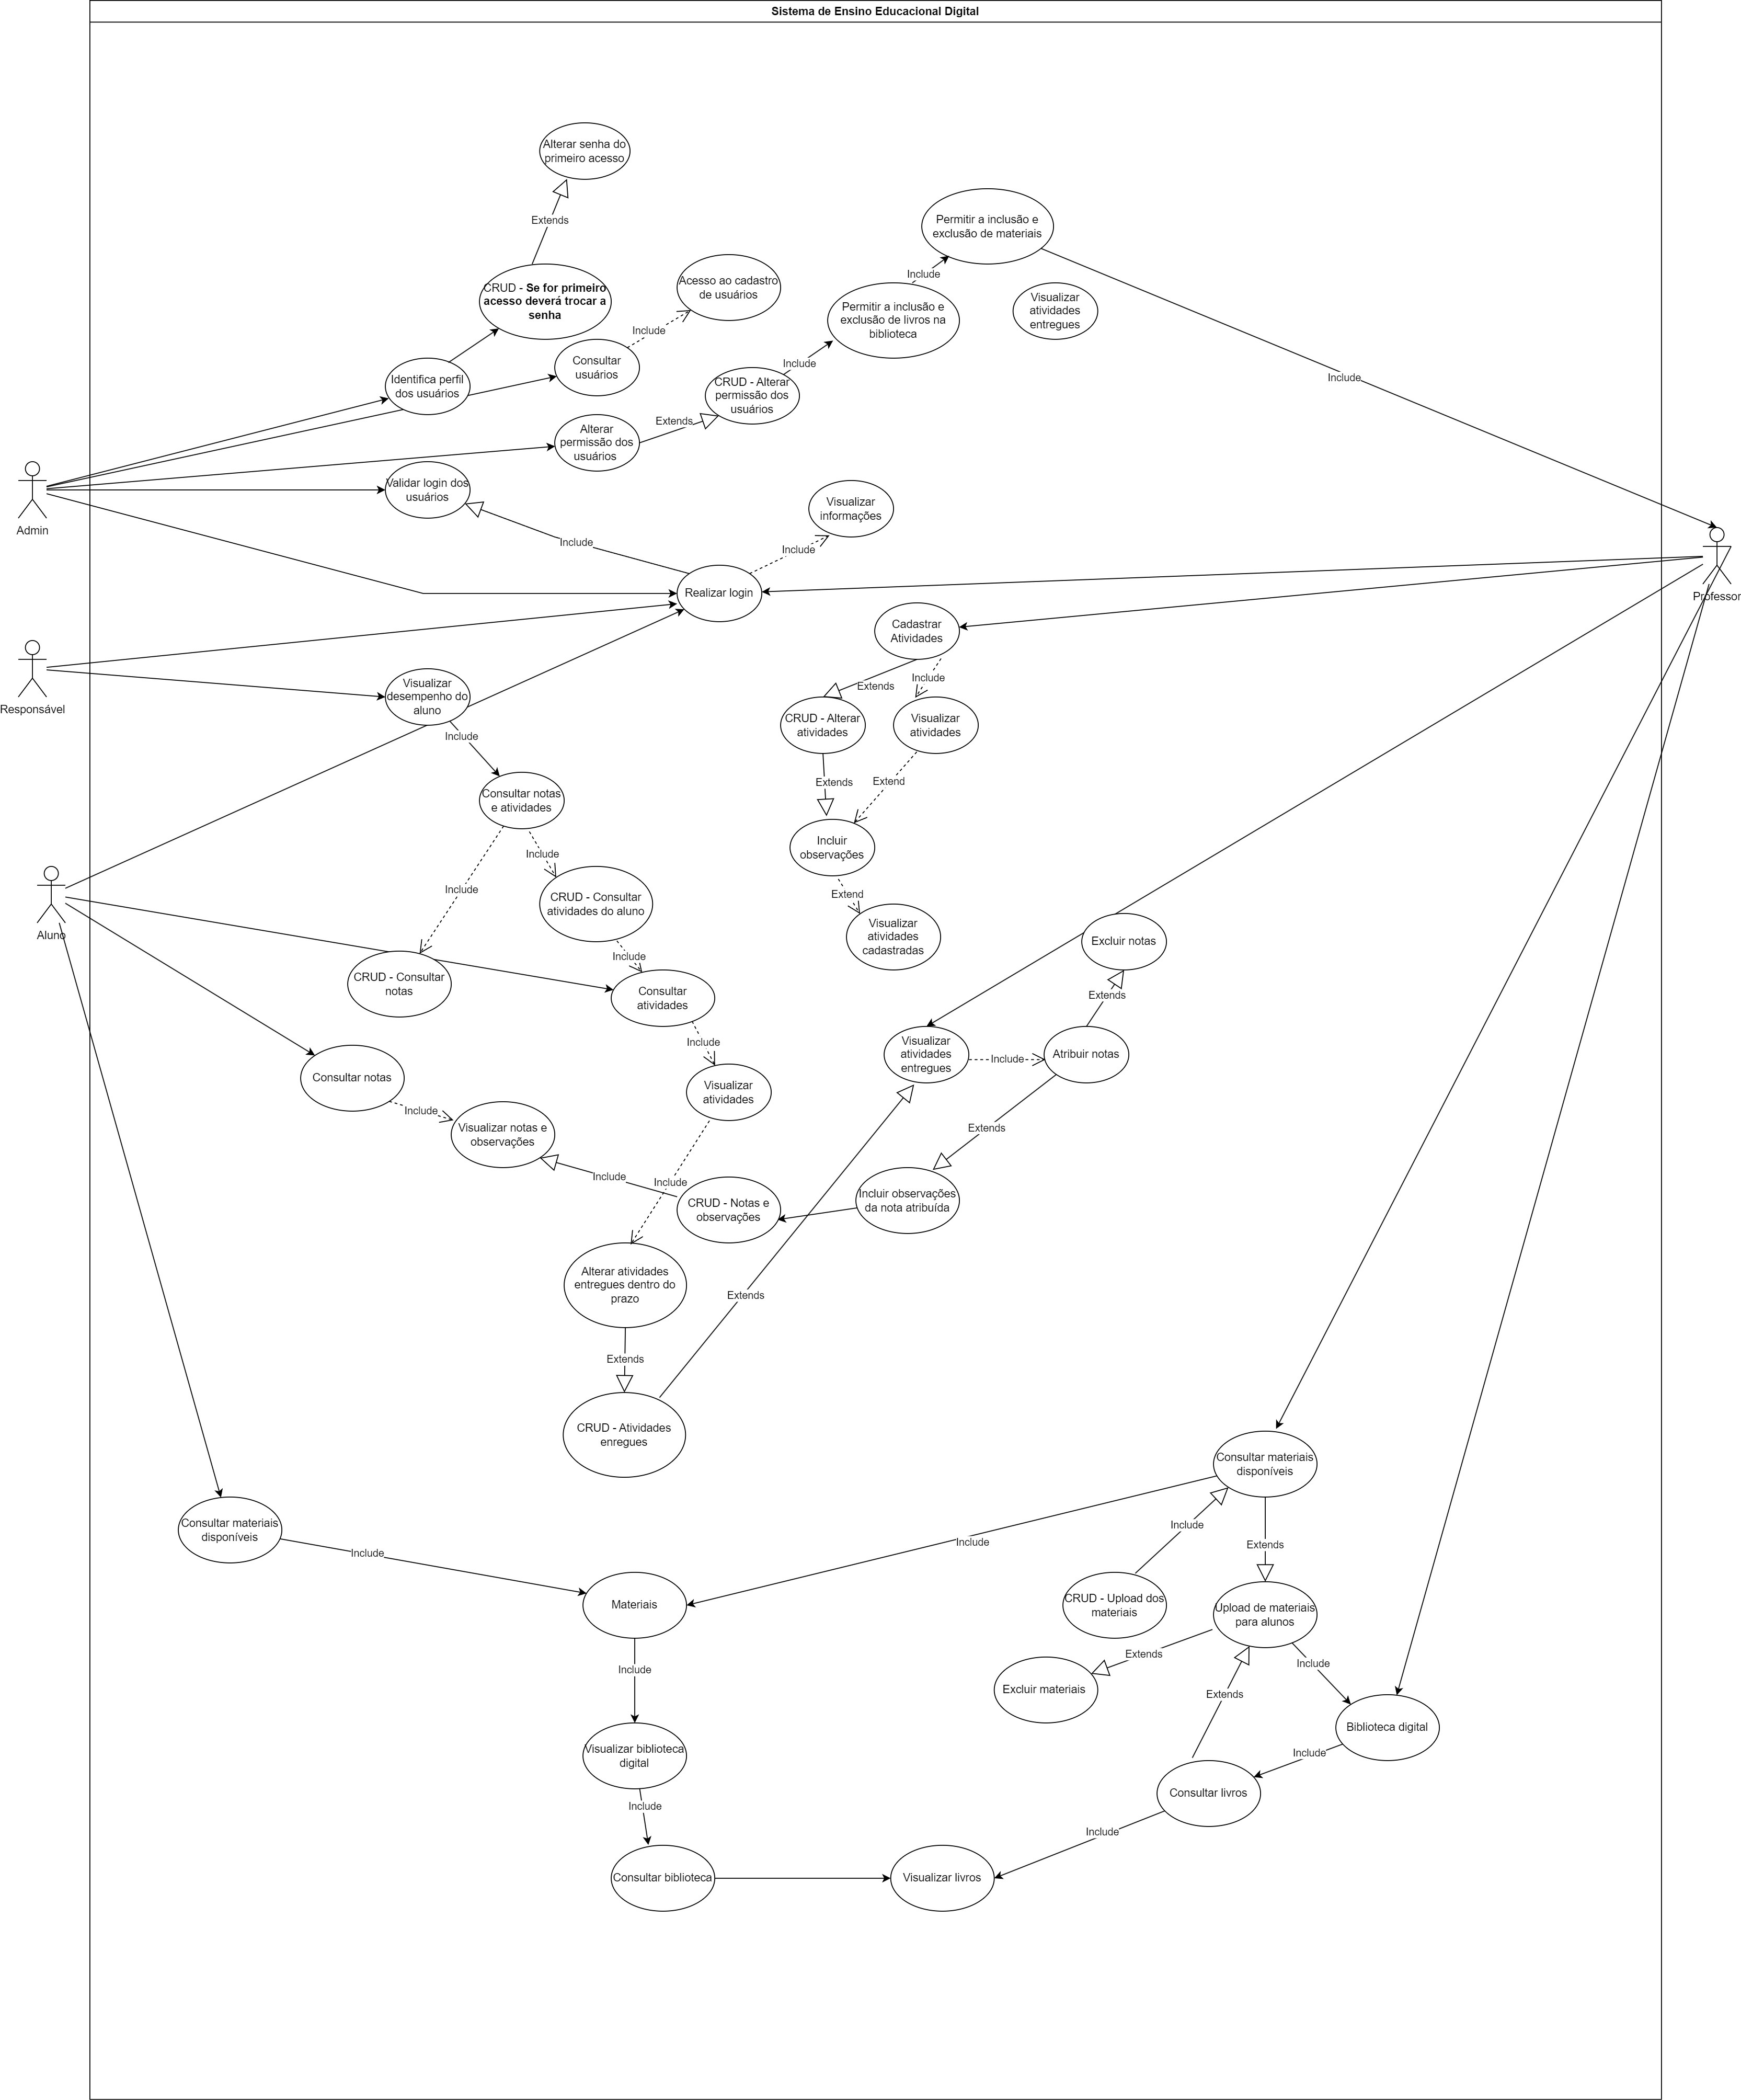 Sistema de Ensino Educacional Digital
Alterar senha do
primeiro acesso
Extends
Permitir a inclusão e
exclusão de materiais
Include
CRUD - Se for primeiro
acesso deverá trocar a
senha
Acesso ao cadastro
de usuários
Include
Permitir a inclusão e
exclusão de livros na
biblioteca
Visualizar
atividades
entregues
Include
Consultar
usuários
Identifica perfil
dos usuários
Include
CRUD - Alterar
permissão dos
usuários
Include
Extends
Alterar
permissão dos
usuários
Validar login dos
usuários
Admin
Visualizar
informações
Include
Include
Realizar login
Professor
Cadastrar
Atividades
Responsável
Visualizar
desempenho do
aluno
Extends
Include
Include
CRUD - Alterar
atividades
Visualizar
atividades
Extends
Extend
Consultar notas
e atividades
Incluir
observações
Include
Include
Extend
CRUD - Consultar
atividades do aluno
Aluno
Visualizar
atividades
cadastradas
Excluir notas
Include
CRUD - Consultar
notas
Consultar
atividades
Extends
Include
Visualizar
atividades
entregues
Include
Atribuir notas
Consultar notas
Visualizar
atividades
Include
Visualizar notas e
observações
Extends
Include
Include
CRUD - Notas e
observações
Incluir observações
da nota atribuída
Alterar atividades
entregues dentro do
prazo
Extends
Extends
CRUD - Atividades
enregues
Consultar materiais
disponíveis
Consultar materiais
disponíveis
Include
Include
Include
Extends
Materiais
CRUD - Upload dos
materiais
Upload de materiais
para alunos
Include
Extends
Include
Excluir materiais
Extends
Biblioteca digital
Visualizar biblioteca
digital
Include
Include
Consultar livros
Include
Consultar biblioteca
Visualizar livros